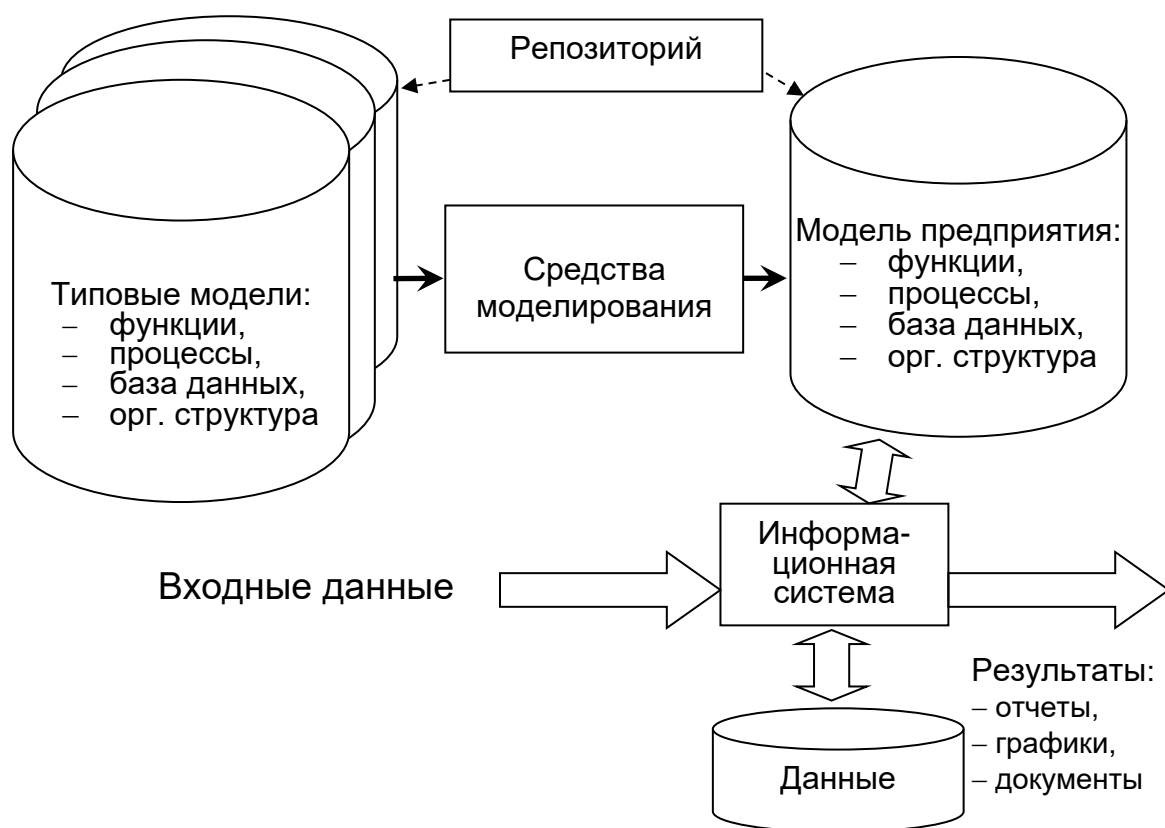 Репозиторий
Типовые модели:
– функции,
– процессы,
– база данных,
– орг. структура
Средства
моделирования
Модель предприятия:
– функции,
– процессы,
– база данных,
– орг. структура
Входные данные
Информа-
ционная
система
Результаты:
– отчеты,
– графики,
– документы
Данные